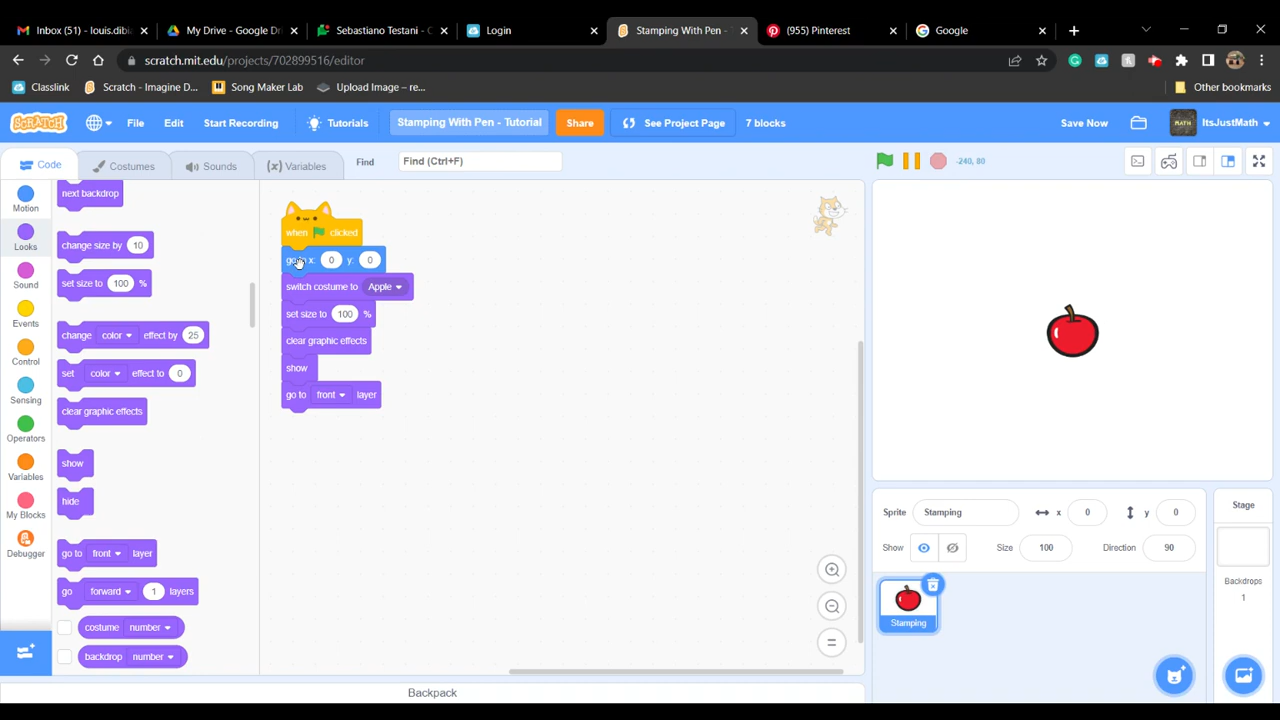 Inbox (51) - louis.dibia
My Drive - Google Dr
Sebastiano Testani - C
Login
Stamping With Pen -
(955) Pinterest
Google
scratch.mit.edu/projects/702899516/editor
Classlink
Scratch - Imagine D...
Song Maker Lab
Upload Image – re...
Other bookmarks
SCRATCH
File
Edit
Start Recording
Tutorials
Stamping With Pen - Tutorial
Share
See Project Page
7 blocks
Save Now
MATH
ItsJustMath
Code
Costumes
Sounds
Variables
Find
Find (Ctrl+F)
-240, 80
Motion
Looks
Sound
Events
Control
Sensing
Operators
Variables
My Blocks
Debugger
next backdrop
change size by 10
set size to 100 %
change color effect by 25
set color effect to 0
clear graphic effects
show
hide
go to front layer
go forward 1 layers
costume number
backdrop number
when clicked
go to x: 0 y: 0
switch costume to Apple
set size to 100 %
clear graphic effects
show
go to front layer
Backpack
Sprite Stamping x 0 y 0
Show Size 100 Direction 90
Stamping
Stage
Backdrops
1